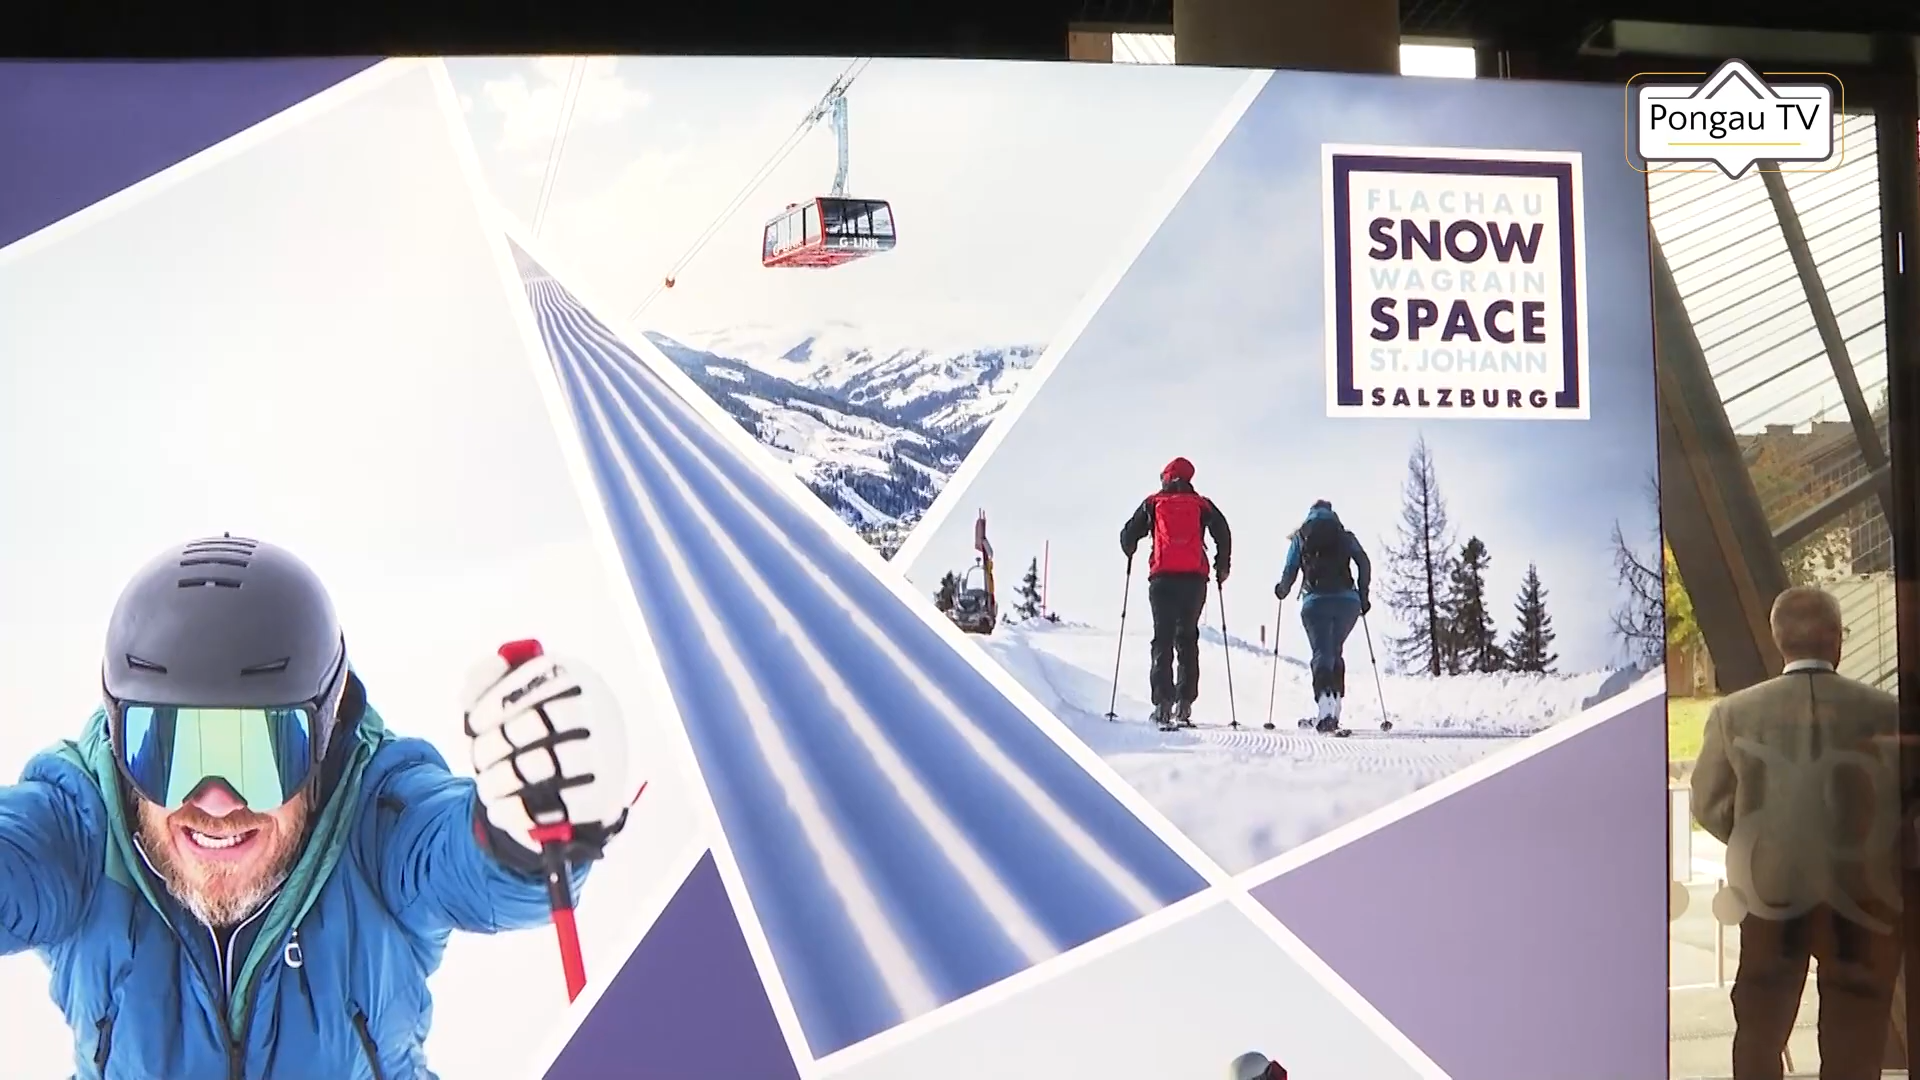 Pongau TV
FLACHAU
SNOW
WAGRAIN
SPACE
ST. JOHANN
SALZBURG
G-LINK